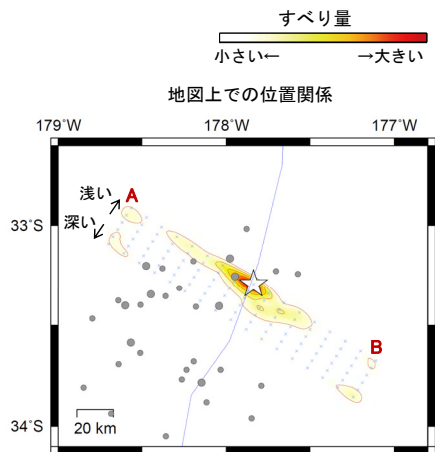 すべり量
小さい← →大きい
地図上での位置関係
179°W 178°W 177°W
浅い A
33°S
深い
B
34°S
20 km